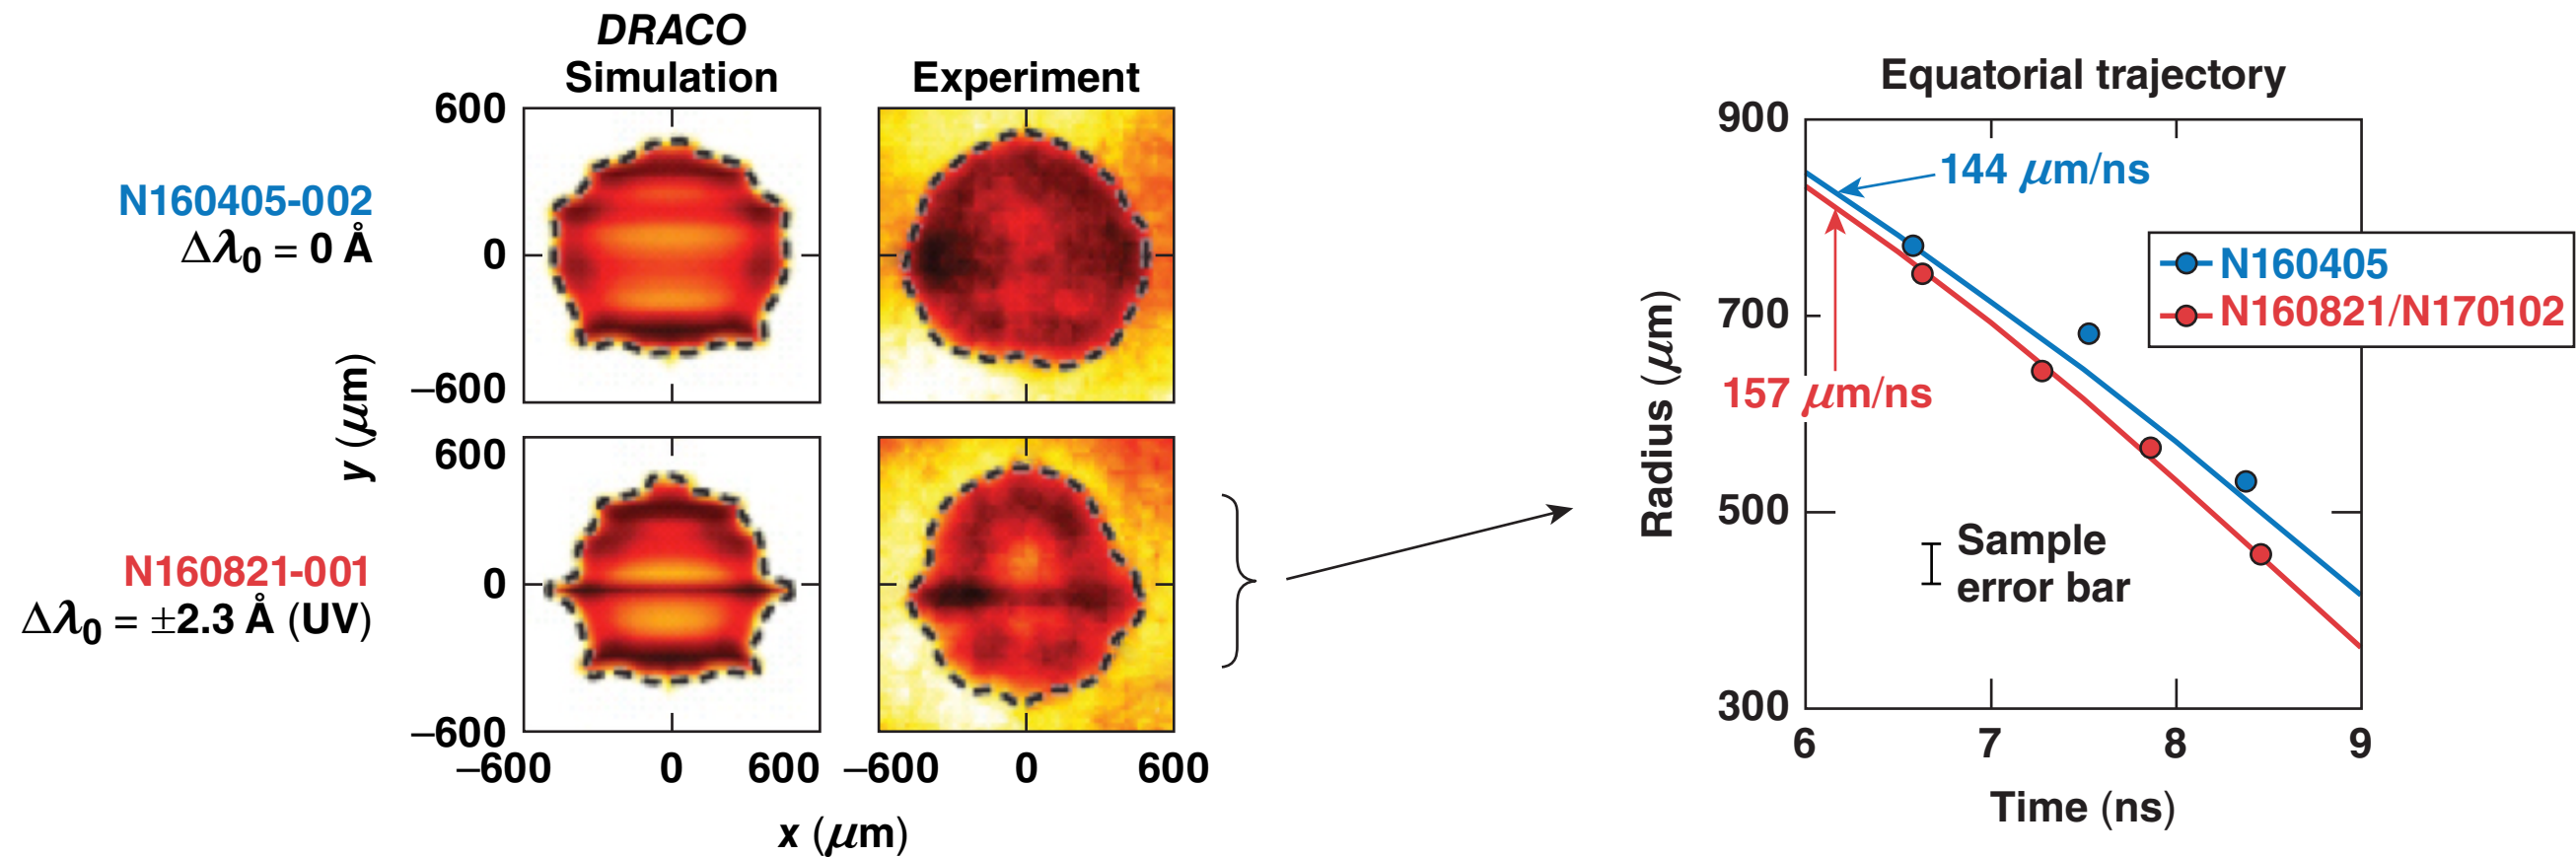 DRACO
Simulation
Experiment
N160405-002
Δλ0 = 0 Å
N160821-001
Δλ0 = ±2.3 Å (UV)
y (μm)
600
0
–600
600
0
–600
–600 0 600
–600 0 600
x (μm)
Equatorial trajectory
144 μm/ns
157 μm/ns
N160405
N160821/N170102
Sample
error bar
Radius (μm)
900
700
500
300
6 7 8 9
Time (ns)